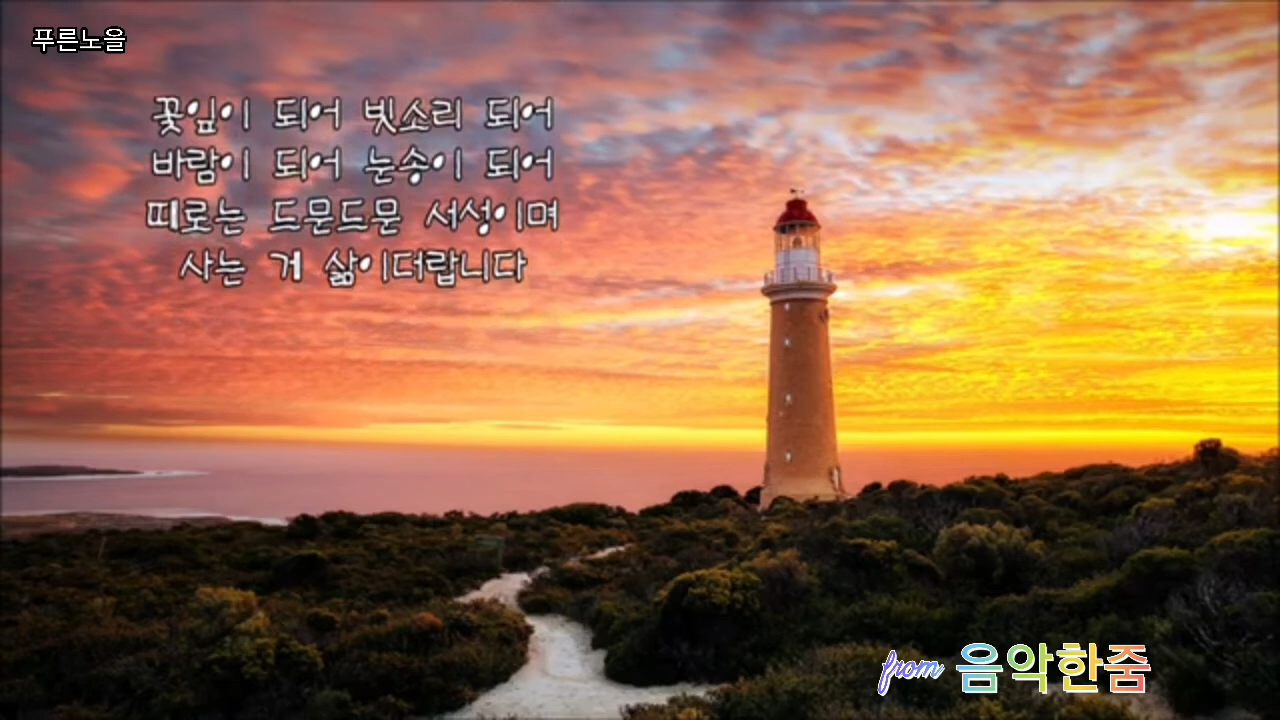 푸른노을
꽃잎이 되어 빗소리 되어
바람이 되어 눈송이 되어
때로는 드문드문 서성이며
사는 게 삶이더랍니다
from 음악한줌